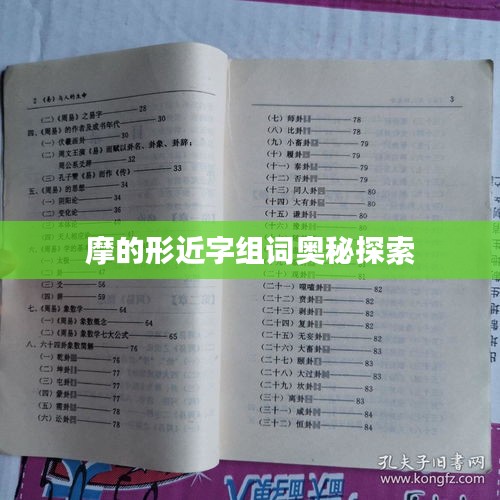 2 《易》与人的生命
（二）《周易》之易字 28
四、《周易》的作者及成书年代 30
（一）伏羲画卦 30
（二）周文王演《易》而赋以卦名、卦象、卦辞；
周公系爻辞 32
（三）孔子赞《易》而作《传》 33
五、《周易》的思想
（一）阴阳论
（二）变化论
（三）爻 56
（四）辞 59
七、《周易》象数学 64
（一）《周易》象数概念 64
（二）《周易》象数学七大公式 65
八、六十四卦象数简解 76
（一）乾卦 76
（二）坤卦 77
（三）屯卦 77
（四）蒙卦 77
（五）需卦 78
（六）讼卦 78
3
（七）师卦 78
（八）比卦 78
（九）小畜卦 79
（十）履卦 79
（十一）泰卦 79
（十二）否卦 79
（十三）同人卦 80
（十四）大有卦 80
（十五）谦卦 80
摩的形近字组词奥秘探索
（二十一）噬嗑卦 82
（二十二）贲卦 82
（二十三）剥卦 82
（二十四）复卦 82
（二十五）无妄卦 82
（二十六）大畜卦 83
（二十七）颐卦 83
（二十八）大过卦 83
（二十九）坎卦 83
（三十）离卦 83
（三十一）咸卦 84
（三十二）恒卦 84
孔夫子旧书网
www.kongfz.com